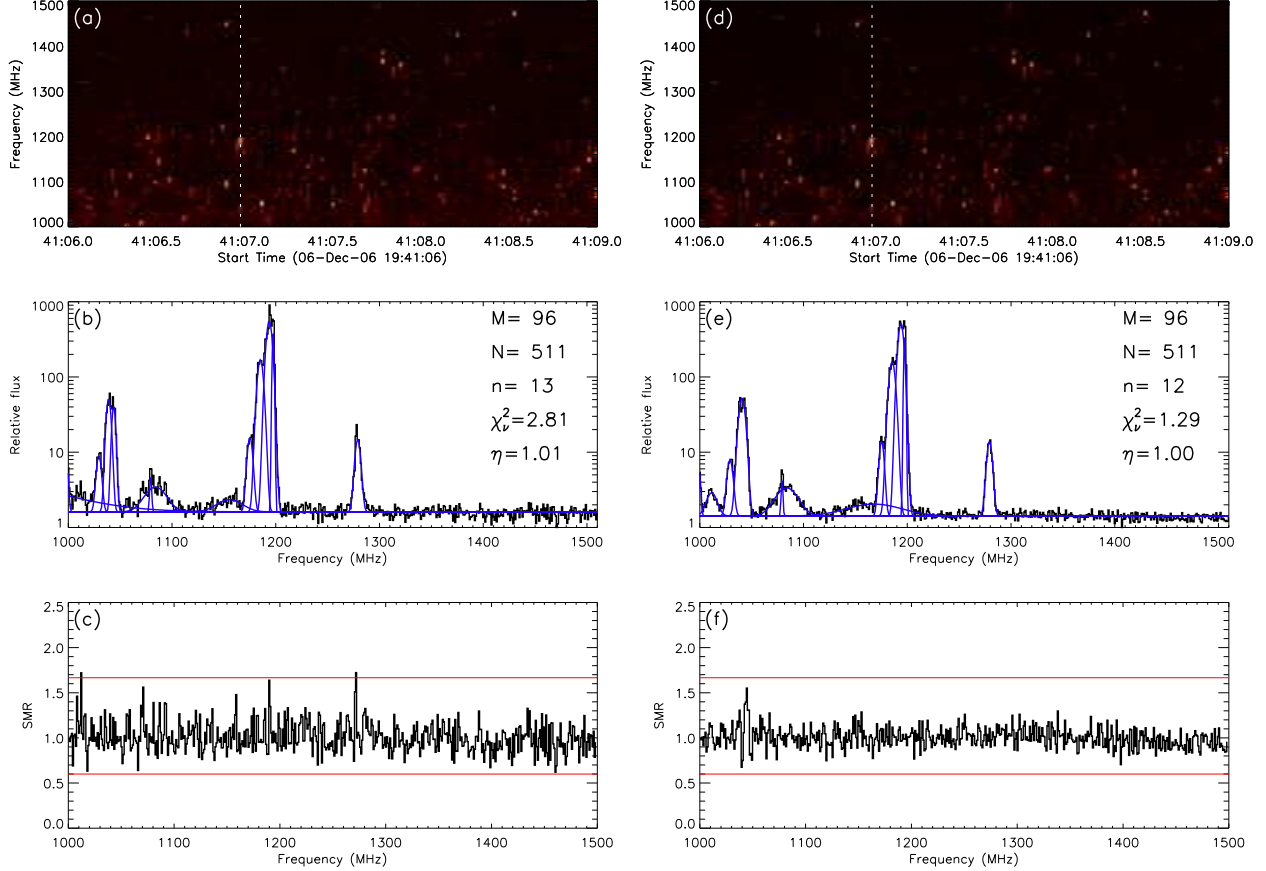 (a)
1500
1400
1300
1200
1100
1000
Frequency (MHz)
41:06.0 41:06.5 41:07.0 41:07.5 41:08.0 41:08.5 41:09.0
Start Time (06-Dec-06 19:41:06)
(d)
1500
1400
1300
1200
1100
1000
Frequency (MHz)
41:06.0 41:06.5 41:07.0 41:07.5 41:08.0 41:08.5 41:09.0
Start Time (06-Dec-06 19:41:06)
(b)
1000
100
10
1
Relative flux
M= 96
N= 511
n= 13
χ²ᵥ=2.81
η=1.01
1000 1100 1200 1300 1400 1500
Frequency (MHz)
(e)
1000
100
10
1
Relative flux
M= 96
N= 511
n= 12
χ²ᵥ=1.29
η=1.00
1000 1100 1200 1300 1400 1500
Frequency (MHz)
(c)
2.5
2.0
1.5
1.0
0.5
0.0
SMR
1000 1100 1200 1300 1400 1500
Frequency (MHz)
(f)
2.5
2.0
1.5
1.0
0.5
0.0
SMR
1000 1100 1200 1300 1400 1500
Frequency (MHz)